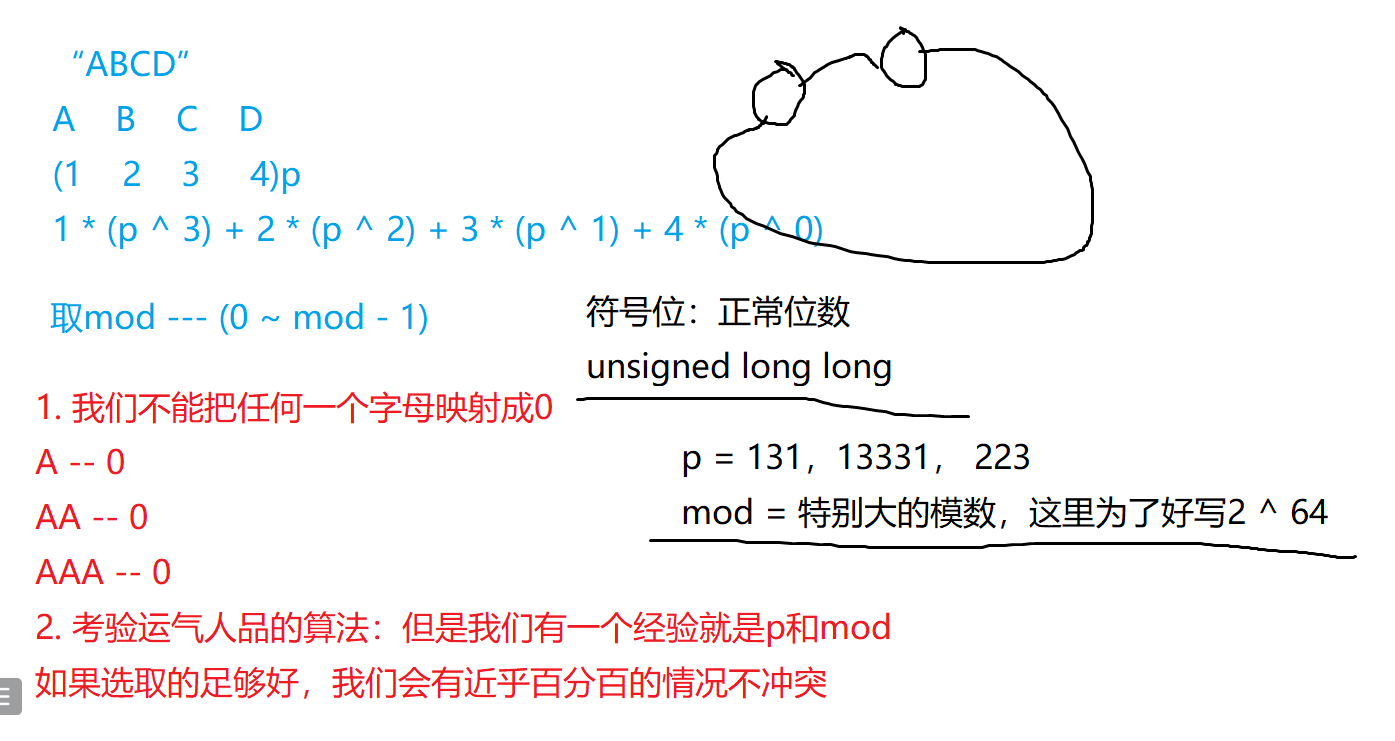 “ABCD”
A B C D
(1 2 3 4)p
1 * (p ^ 3) + 2 * (p ^ 2) + 3 * (p ^ 1) + 4 * (p ^ 0)
取mod --- (0 ~ mod - 1)
符号位：正常位数
unsigned long long
1. 我们不能把任何一个字母映射成0
A -- 0
AA -- 0
AAA -- 0
p = 131，13331， 223
mod = 特别大的模数，这里为了好写2 ^ 64
2. 考验运气人品的算法：但是我们有一个经验就是p和mod
如果选取的足够好，我们会有近乎百分百的情况不冲突